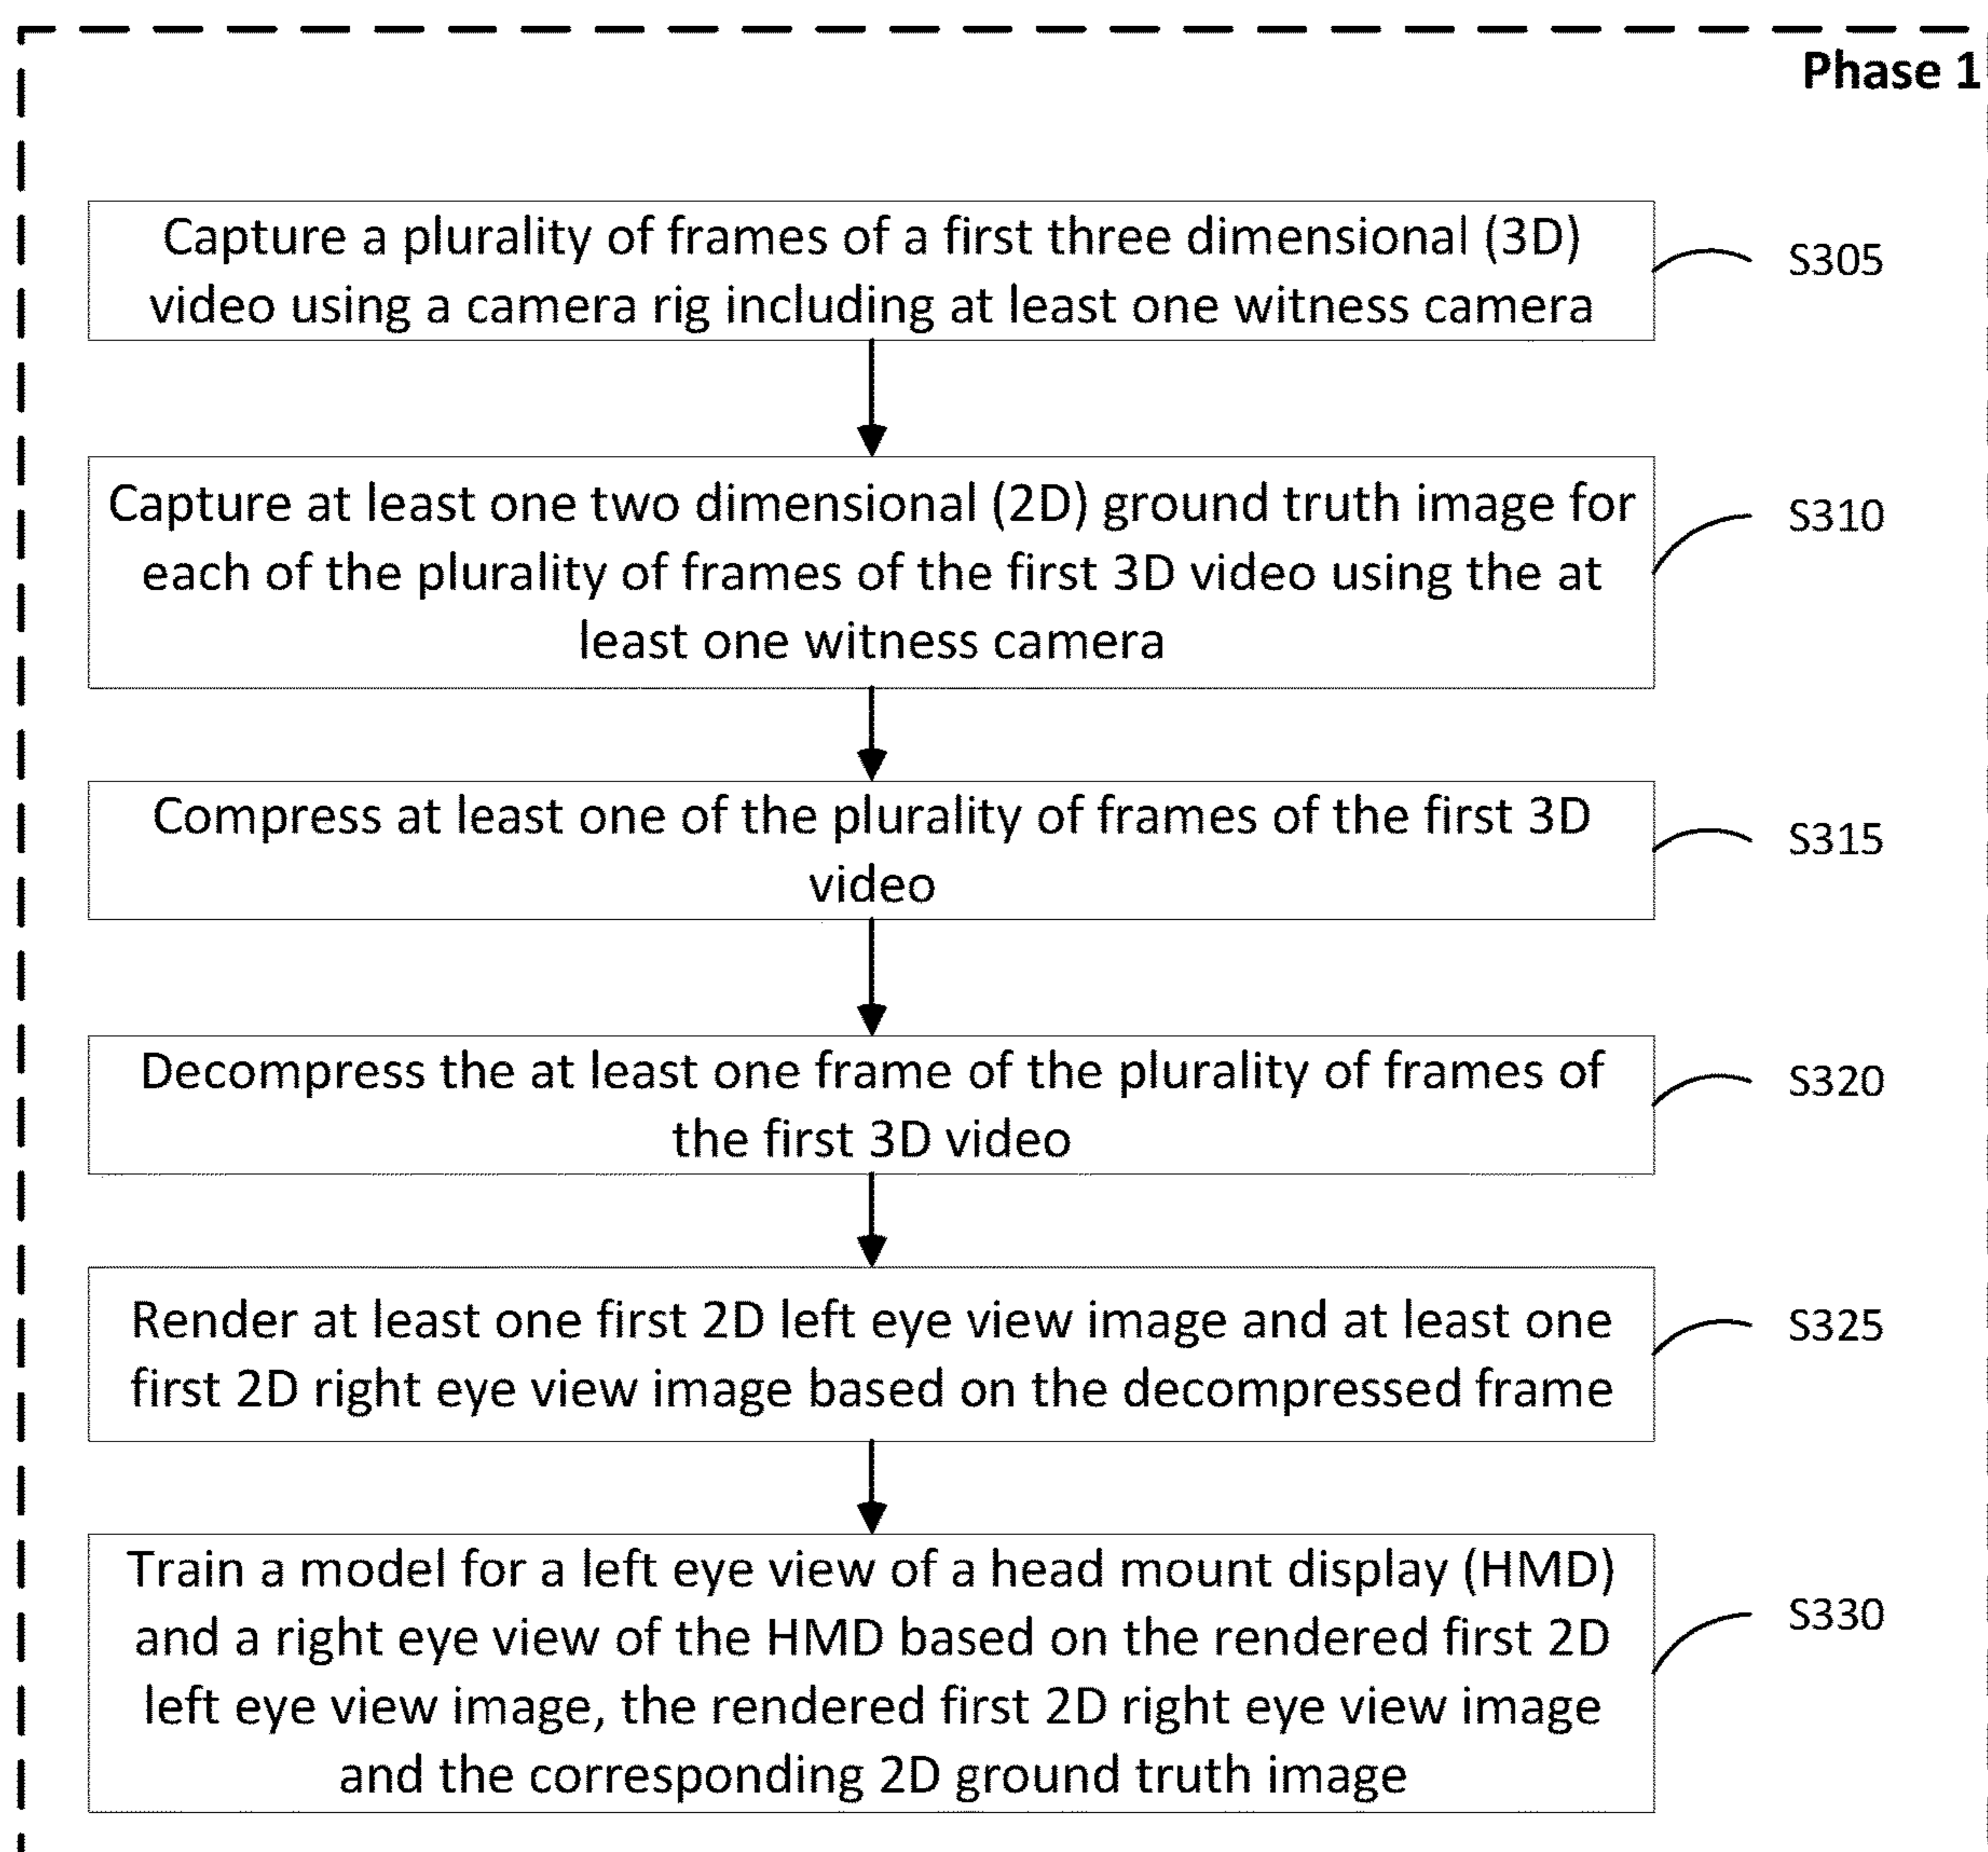 Phase 1
Capture a plurality of frames of a first three dimensional (3D)
video using a camera rig including at least one witness camera
S305
Capture at least one two dimensional (2D) ground truth image for
each of the plurality of frames of the first 3D video using the at
least one witness camera
S310
Compress at least one of the plurality of frames of the first 3D
video
S315
Decompress the at least one frame of the plurality of frames of
the first 3D video
S320
Render at least one first 2D left eye view image and at least one
first 2D right eye view image based on the decompressed frame
S325
Train a model for a left eye view of a head mount display (HMD)
and a right eye view of the HMD based on the rendered first 2D
left eye view image, the rendered first 2D right eye view image
and the corresponding 2D ground truth image
S330